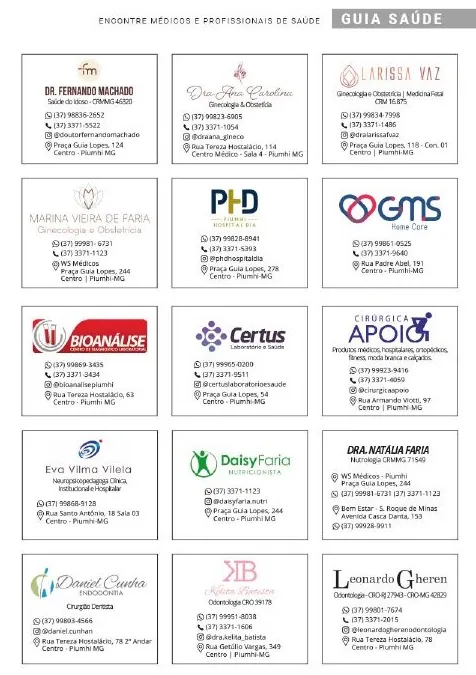 ENCONTRE MÉDICOS E PROFISSIONAIS DE SAÚDE GUIA SAÚDE
fm
DR. FERNANDO MACHADO
Saúde do Idoso - CRMMG 46320
(37) 98836-2652
(37) 3371-5522
@doutorfernandomachado
Praça Guia Lopes, 124
Centro - Piumhi-MG
Dra. Ana Carolina
Ginecologia & Obstetrícia
(37) 99823-6905
(37) 3371-1054
@draana_gineco
Rua Tereza Hostalácio, 114
Centro Médico - Sala 4 - Piumhi MG
LARISSA VAZ
Ginecologia e Obstetrícia | Medicina Fetal
CRM 16.875
(37) 99834-7998
(37) 3371-1486
@dralarissafvaz
Praça Guia Lopes, 118 - Con. 01
Centro | Piumhi-MG
MARINA VIEIRA DE FARIA
Ginecologia e Obstetrícia
(37) 99981- 6731
(37) 3371-1123
WS Médicos
Praça Guia Lopes, 244
Centro | Piumhi-MG
PHD
PIUMHI
HOSPITAL DIA
(37) 99828-8941
(37) 3371-5393
@phdhospitaldia
Praça Guia Lopes, 278
Centro - Piumhi-MG
GMS
Home Care
(37) 99861-0525
(37) 3371-9640
Rua Padre Abel, 191
Centro - Piumhi-MG
BIOANÁLISE
CENTRO DE DIAGNÓSTICO LABORATORIAL
(37) 99869-3435
(37) 3371-3434
@bioanalisepiumhi
Rua Tereza Hostalácio, 63
Centro - Piumhi MG
Certus
Laboratório e Saúde
(37) 99965-0200
(37) 3371-9511
@certuslaboratorioesaude
Praça Guia Lopes, 54
Centro - Piumhi-MG
CIRÚRGICA
APOIO
Produtos médicos, hospitalares, ortopédicos,
fitness, moda branca e calçados.
(37) 99923-9416
(37) 3371-4059
@cirurgicaapoio
Rua Armando Viotti, 97
Centro | Piumhi-MG
Eva Vilma Vilela
Neuropsicopedagogia Clínica,
Institucional e Hospitalar
(37) 99868-9128
Rua Santo Antônio, 18 Sala 03
Centro - Piumhi-MG
Daisy Faria
NUTRICIONISTA
(37) 3371-1123
@daisyfaria.nutri
Praça Guia Lopes, 244
Centro - Piumhi-MG
DRA. NATÁLIA FARIA
Nutrologia CRMMG 71549
WS Médicos - Piumhi
Praça Guia Lopes, 244
(37) 99981-6731 (37) 3371-1123
Bem Estar - S. Roque de Minas
Avenida Casca Danta, 153
(37) 99928-9911
Daniel Cunha
ENDODONTIA
Cirurgião Dentista
(37) 99803-4566
@daniel.cunhan
Rua Tereza Hostalácio, 78 2º Andar
Centro - Piumhi-MG
KB
Kelita Batista
Odontologia CRO 39178
(37) 99951-8038
(37) 3371-1606
@dra.kelita_batista
Rua Getúlio Vargas, 349
Centro | Piumhi-MG
Leonardo Gheren
Odontologia - CRO-RJ 27943 - CRO-MG 42829
(37) 99801-7674
(37) 3371-2015
@leonardogherenodontologia
Rua Tereza Hostalácio, 78
Centro - Piumhi-MG